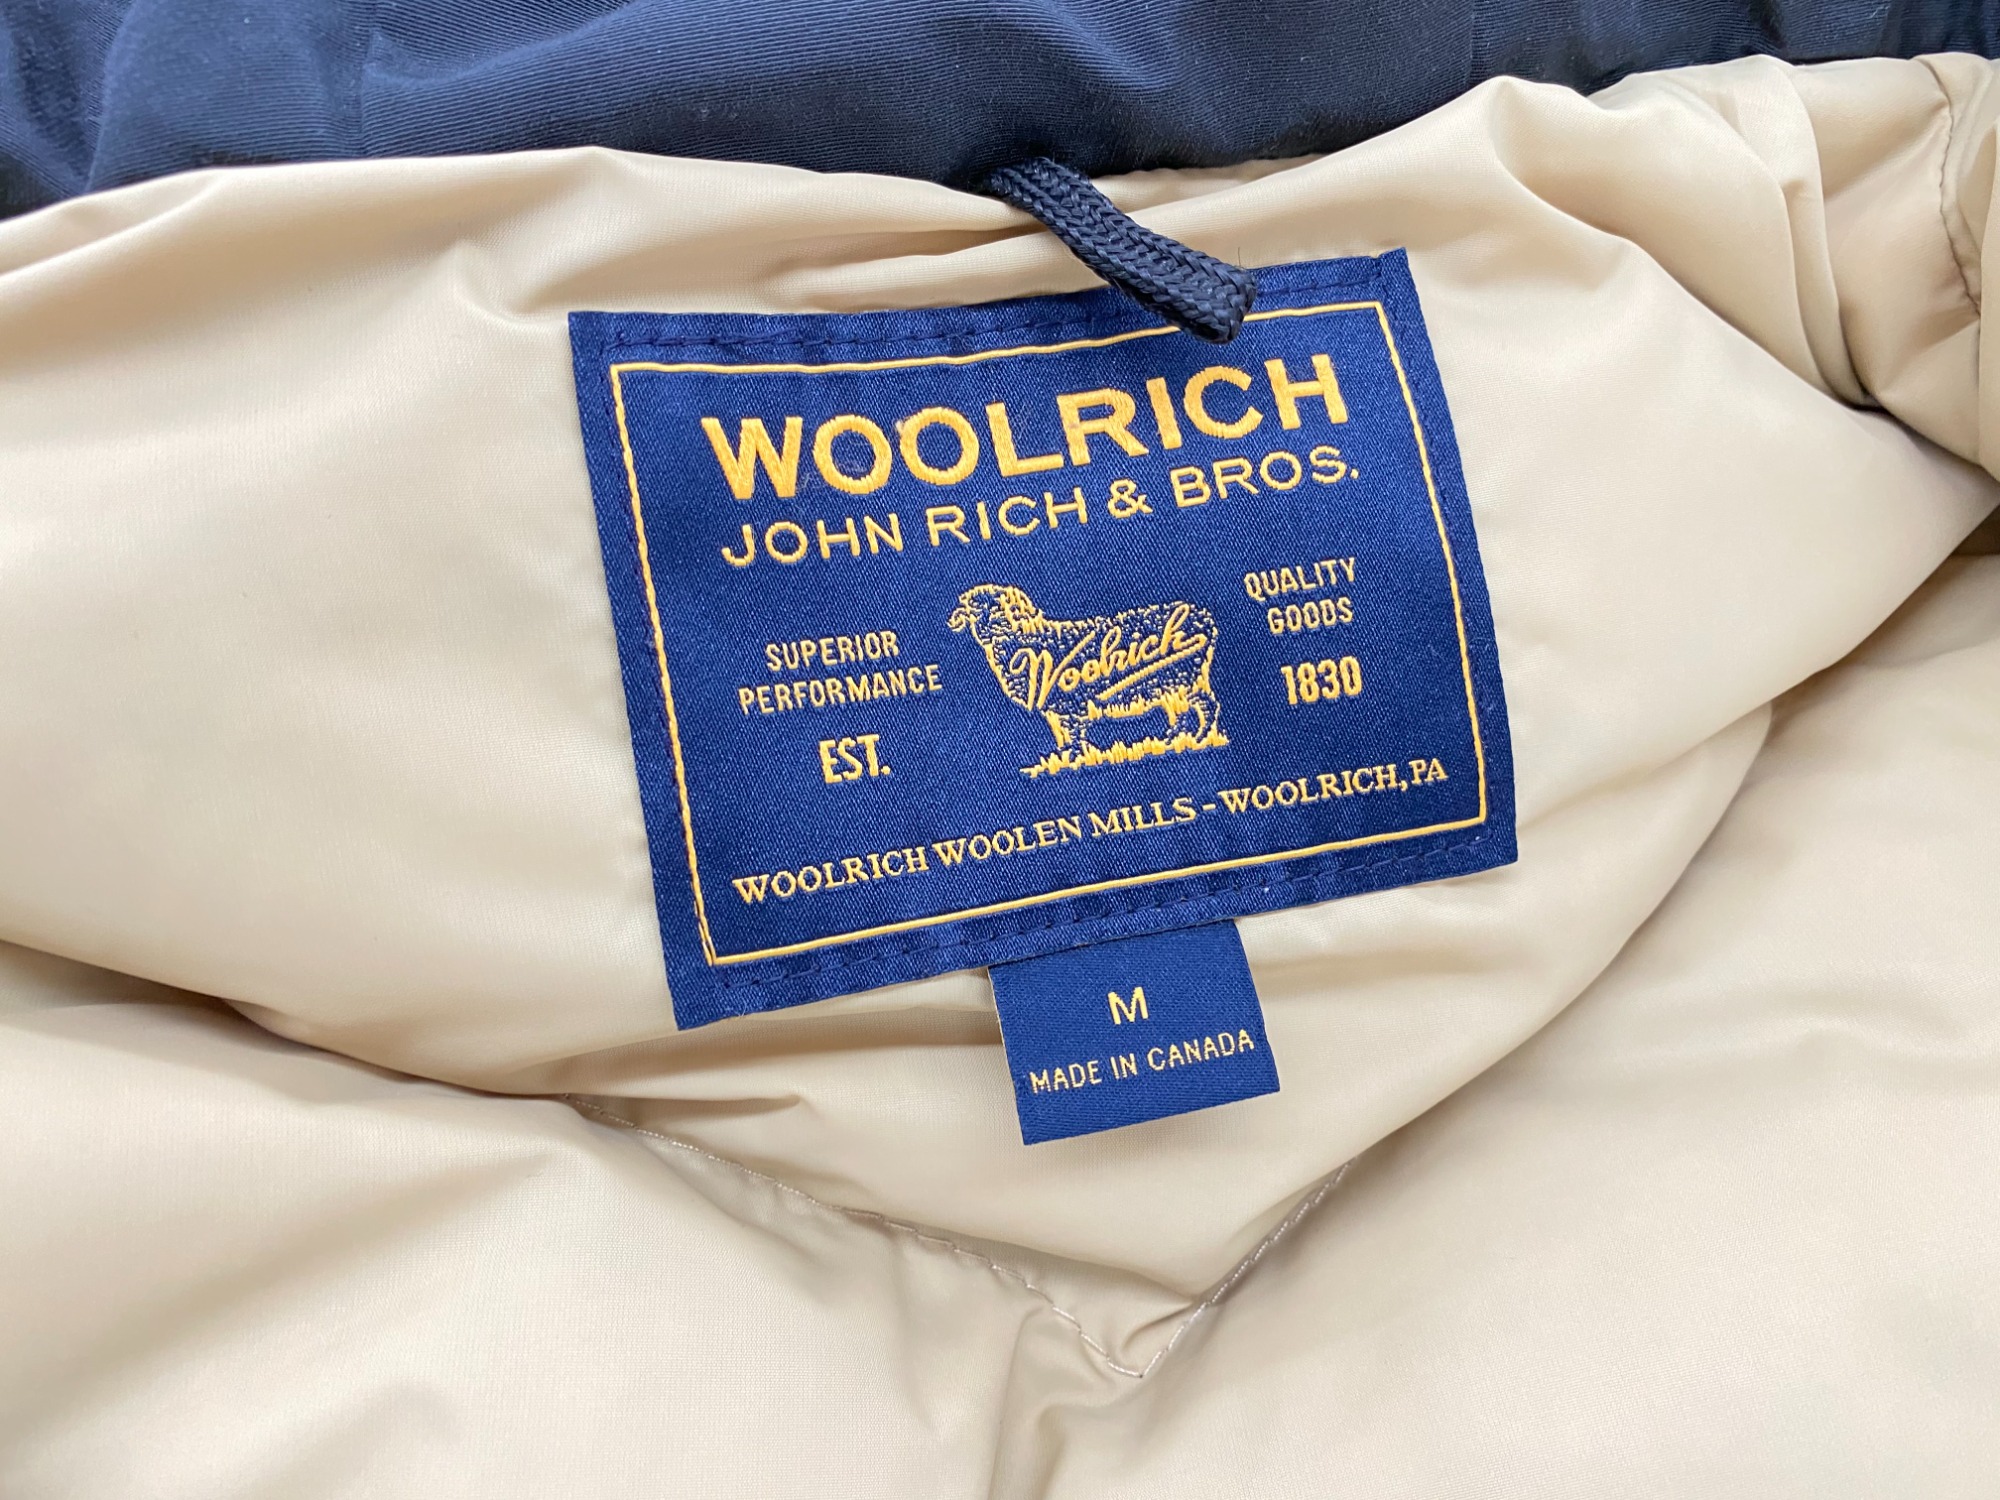 WOOLRICH
JOHN RICH & BROS.
SUPERIOR
PERFORMANCE
EST.
Woolrich
QUALITY
GOODS
1830
WOOLRICH WOOLEN MILLS - WOOLRICH, PA
M
MADE IN CANADA